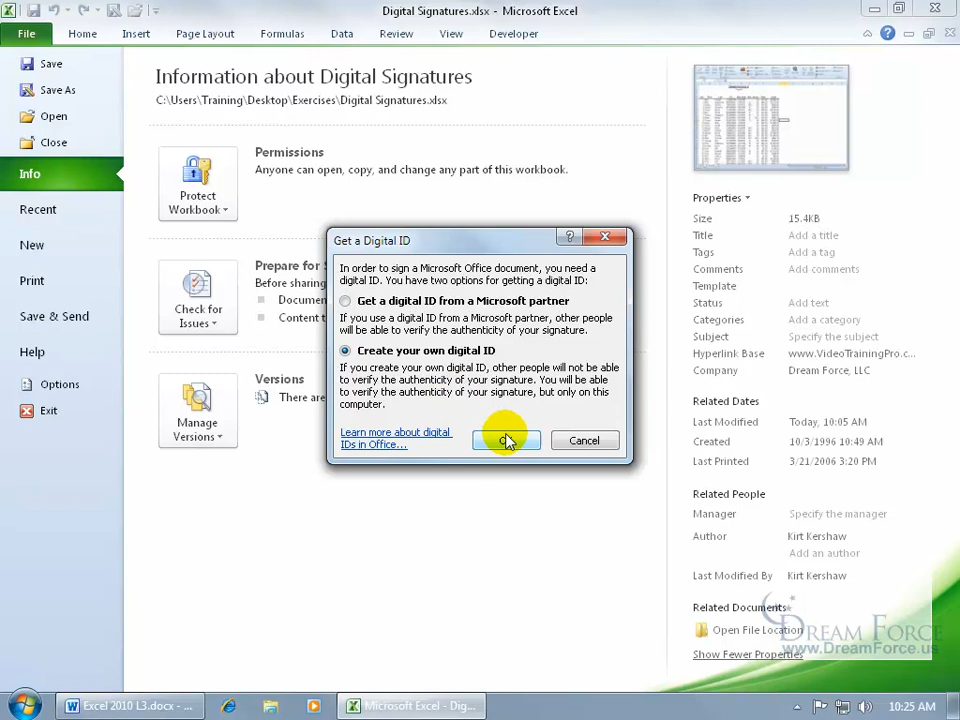 Digital Signatures.xlsx - Microsoft Excel
File Home Insert Page Layout Formulas Data Review View Developer
Save
Save As
Open
Close
Info
Recent
New
Print
Save & Send
Help
Options
Exit
Information about Digital Signatures
C:\Users\Training\Desktop\Exercises\Digital Signatures.xlsx
Protect
Workbook
Permissions
Anyone can open, copy, and change any part of this workbook.
Check for
Issues
Prepare for
Before sharing
Docum
Content
Manage
Versions
Versions
There are
Get a Digital ID
In order to sign a Microsoft Office document, you need a
digital ID. You have two options for getting a digital ID:
Get a digital ID from a Microsoft partner
If you use a digital ID from a Microsoft partner, other people
will be able to verify the authenticity of your signature.
Create your own digital ID
If you create your own digital ID, other people will not be able
to verify the authenticity of your signature. You will be able
to verify the authenticity of your signature, but only on this
computer.
Learn more about digital
IDs in Office...
Cancel
Properties
Size 15.4KB
Title Add a title
Tags Add a tag
Comments Add comments
Template
Status Add text
Categories Add a category
Subject Specify the subject
Hyperlink Base www.VideoTrainingPro.c...
Company Dream Force, LLC
Related Dates
Last Modified Today, 10:05 AM
Created 10/3/1996 10:49 AM
Last Printed 3/21/2006 3:20 PM
Related People
Manager Specify the manager
Author Kirt Kershaw
Add an author
Last Modified By Kirt Kershaw
Related Documents
Open File Location
Show Fewer Properties
DREAM FORCE
www.DreamForce.us
Excel 2010 L3.docx - ...
Microsoft Excel - Dig...
10:25 AM